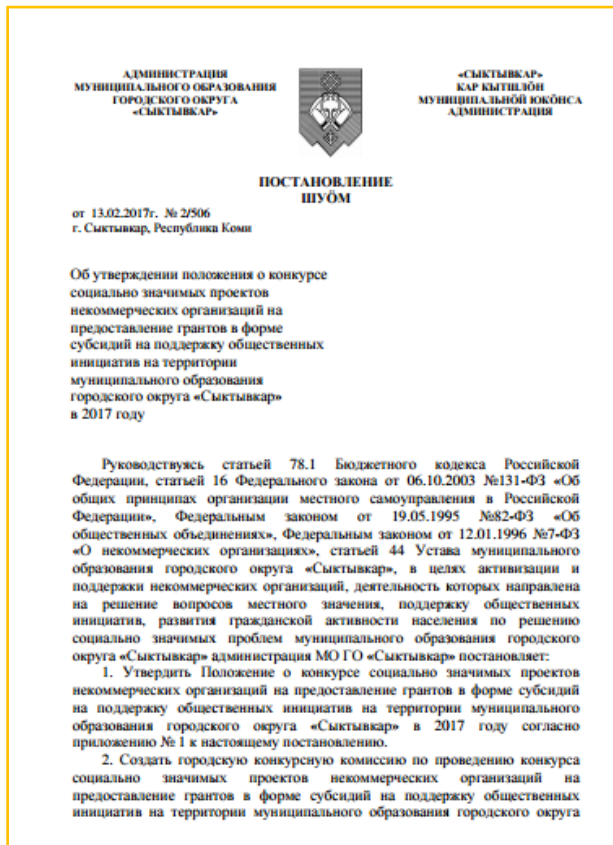 АДМИНИСТРАЦИЯ
МУНИЦИПАЛЬНОГО ОБРАЗОВАНИЯ
ГОРОДСКОГО ОКРУГА
«СЫКТЫВКАР»
«СЫКТЫВКАР»
КАР КЫТШЛӦН
МУНИЦИПАЛЬНӦЙ ЮКӦНСА
АДМИНИСТРАЦИЯ
ПОСТАНОВЛЕНИЕ
ШУӦМ
от 13.02.2017г. № 2/506
г. Сыктывкар, Республика Коми
Об утверждении положения о конкурсе
социально значимых проектов
некоммерческих организаций на
предоставление грантов в форме
субсидий на поддержку общественных
инициатив на территории
муниципального образования
городского округа «Сыктывкар»
в 2017 году
Руководствуясь статьей 78.1 Бюджетного кодекса Российской
Федерации, статьей 16 Федерального закона от 06.10.2003 №131-ФЗ «Об
общих принципах организации местного самоуправления в Российской
Федерации», Федеральным законом от 19.05.1995 №82-ФЗ «Об
общественных объединениях», Федеральным законом от 12.01.1996 №7-ФЗ
«О некоммерческих организациях», статьей 44 Устава муниципального
образования городского округа «Сыктывкар», в целях активизации и
поддержки некоммерческих организаций, деятельность которых направлена
на решение вопросов местного значения, поддержку общественных
инициатив, развития гражданской активности населения по решению
социально значимых проблем муниципального образования городского
округа «Сыктывкар» администрация МО ГО «Сыктывкар» постановляет:
1. Утвердить Положение о конкурсе социально значимых проектов
некоммерческих организаций на предоставление грантов в форме субсидий
на поддержку общественных инициатив на территории муниципального
образования городского округа «Сыктывкар» в 2017 году согласно
приложению № 1 к настоящему постановлению.
2. Создать городскую конкурсную комиссию по проведению конкурса
социально значимых проектов некоммерческих организаций на
предоставление грантов в форме субсидий на поддержку общественных
инициатив на территории муниципального образования городского округа